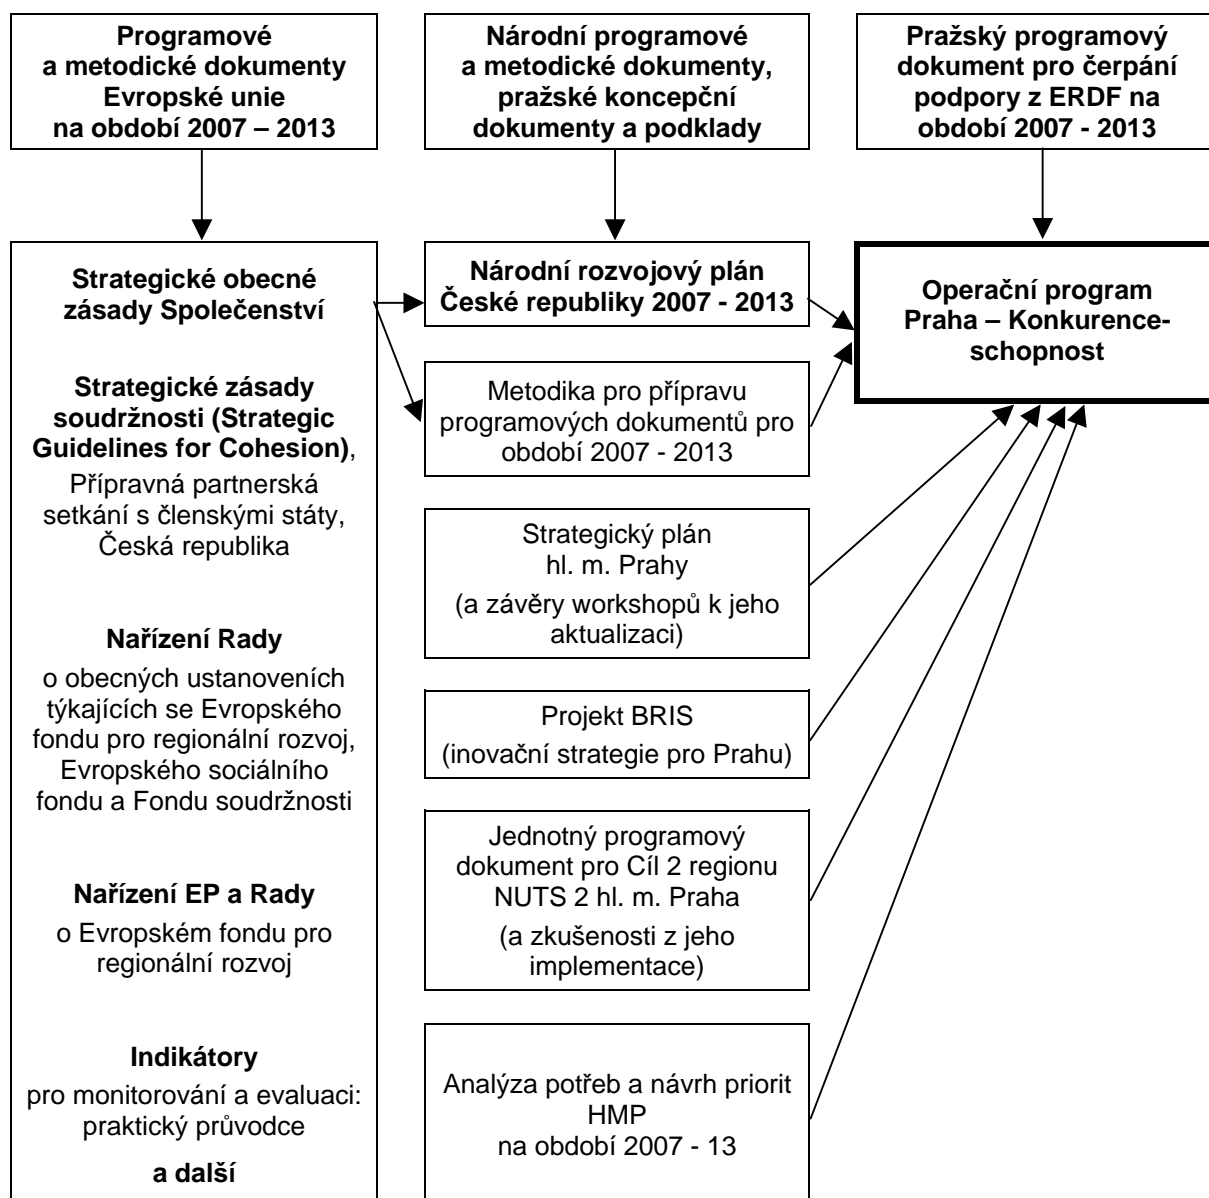 Programové
a metodické dokumenty
Evropské unie
na období 2007 – 2013
Národní programové
a metodické dokumenty,
pražské koncepční
dokumenty a podklady
Pražský programový
dokument pro čerpání
podpory z ERDF na
období 2007 - 2013
Strategické obecné
zásady Společenství
Strategické zásady
soudržnosti (Strategic
Guidelines for Cohesion),
Přípravná partnerská
setkání s členskými státy,
Česká republika
Nařízení Rady
o obecných ustanoveních
týkajících se Evropského
fondu pro regionální rozvoj,
Evropského sociálního
fondu a Fondu soudržnosti
Nařízení EP a Rady
o Evropském fondu pro
regionální rozvoj
Indikátory
pro monitorování a evaluaci:
praktický průvodce
a další
Národní rozvojový plán
České republiky 2007 - 2013
Metodika pro přípravu
programových dokumentů pro
období 2007 - 2013
Strategický plán
hl. m. Prahy
(a závěry workshopů k jeho
aktualizaci)
Projekt BRIS
(inovační strategie pro Prahu)
Jednotný programový
dokument pro Cíl 2 regionu
NUTS 2 hl. m. Praha
(a zkušenosti z jeho
implementace)
Analýza potřeb a návrh priorit
HMP
na období 2007 - 13
Operační program
Praha – Konkurence-
schopnost